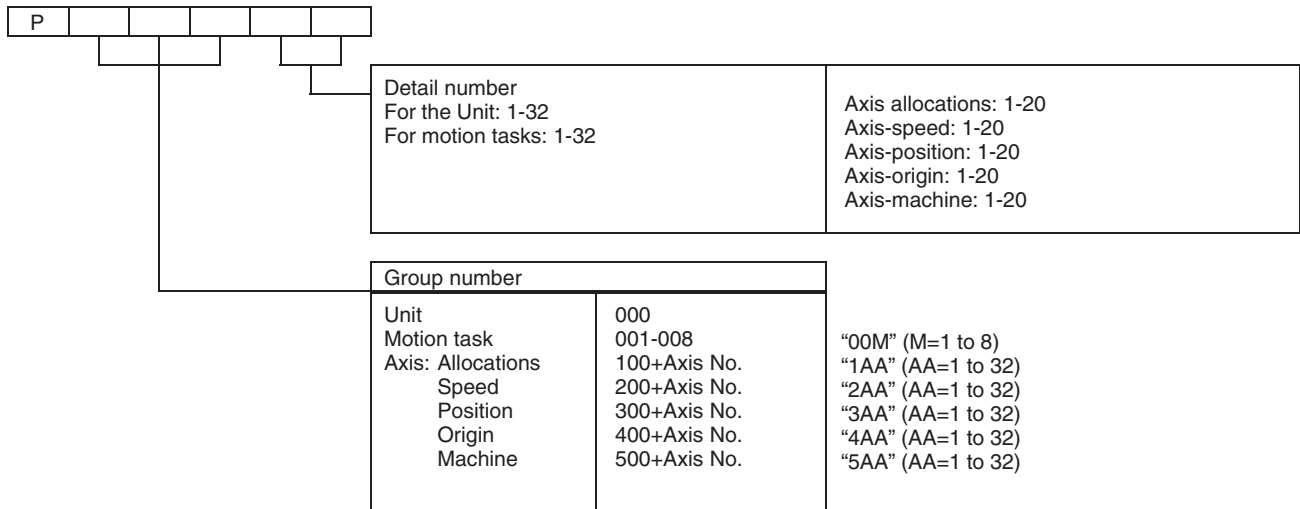 P
Detail number
For the Unit: 1-32
For motion tasks: 1-32
Axis allocations: 1-20
Axis-speed: 1-20
Axis-position: 1-20
Axis-origin: 1-20
Axis-machine: 1-20
Group number
Unit 000
Motion task 001-008 “00M” (M=1 to 8)
Axis: Allocations 100+Axis No. “1AA” (AA=1 to 32)
Speed 200+Axis No. “2AA” (AA=1 to 32)
Position 300+Axis No. “3AA” (AA=1 to 32)
Origin 400+Axis No. “4AA” (AA=1 to 32)
Machine 500+Axis No. “5AA” (AA=1 to 32)